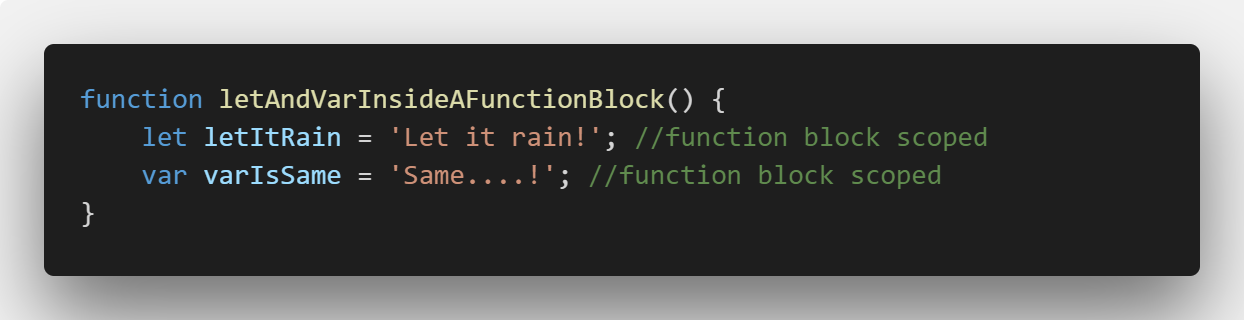 function letAndVarInsideAFunctionBlock() {
    let letItRain = 'Let it rain!'; //function block scoped
    var varIsSame = 'Same....!'; //function block scoped
}